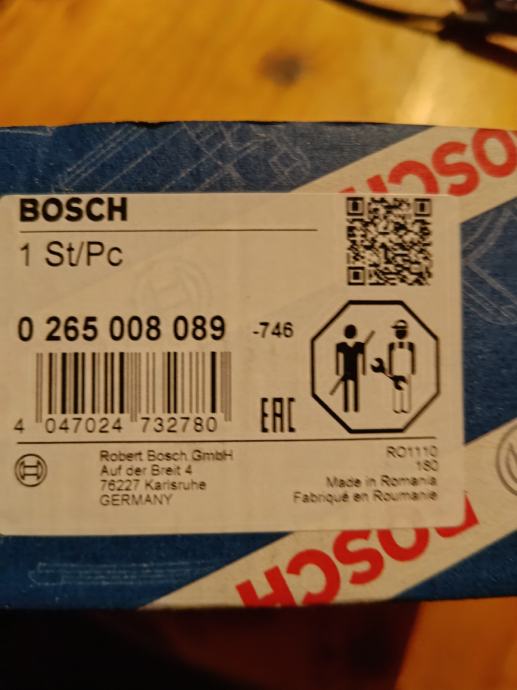 BOSCH
BOSCH
1 St/Pc
0 265 008 089 -746
4 047024 732780
EAC
Robert Bosch GmbH
Auf der Breit 4
76227 Karlsruhe
GERMANY
RO1110
180
Made in Romania
Fabriqué en Roumanie
BOSCH